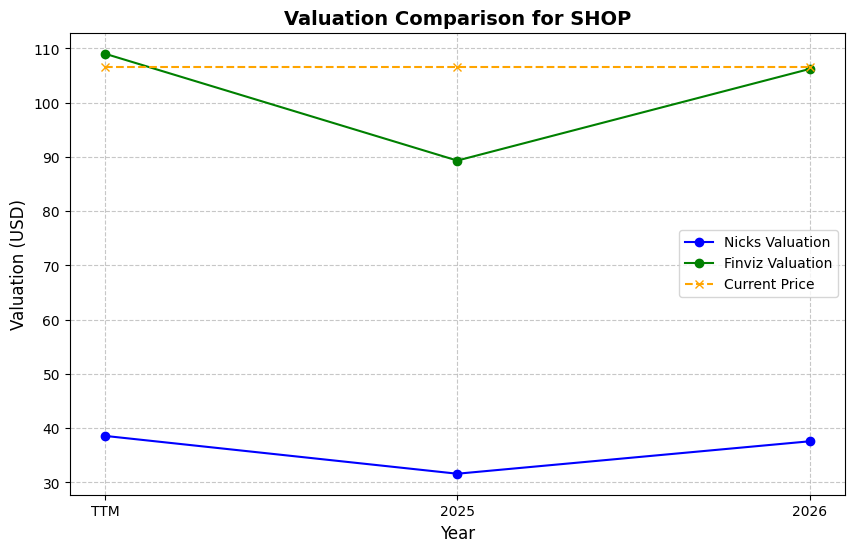 Valuation Comparison for SHOP
Valuation (USD)
110
100
90
80
70
60
50
40
30
Nicks Valuation
Finviz Valuation
Current Price
TTM
2025
2026
Year